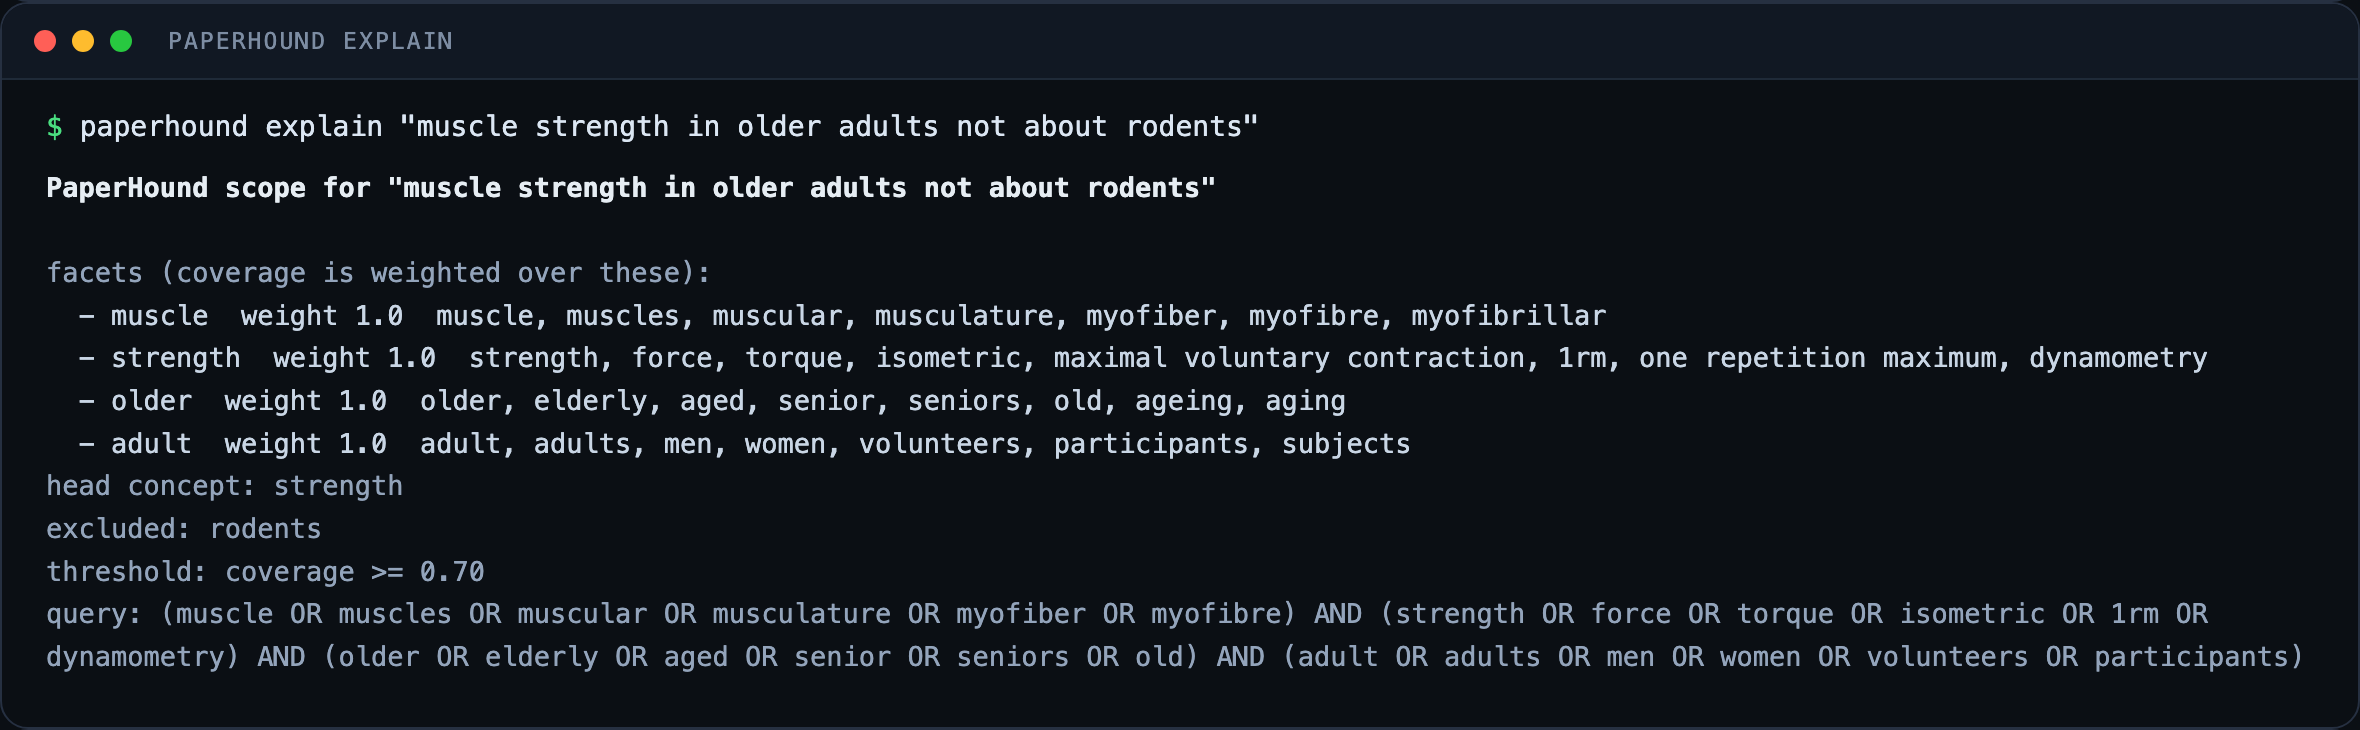 PAPERHOUND EXPLAIN
$ paperhound explain "muscle strength in older adults not about rodents"
PaperHound scope for "muscle strength in older adults not about rodents"
facets (coverage is weighted over these):
– muscle  weight 1.0  muscle, muscles, muscular, musculature, myofiber, myofibre, myofibrillar
– strength  weight 1.0  strength, force, torque, isometric, maximal voluntary contraction, 1rm, one repetition maximum, dynamometry
– older  weight 1.0  older, elderly, aged, senior, seniors, old, ageing, aging
– adult  weight 1.0  adult, adults, men, women, volunteers, participants, subjects
head concept: strength
excluded: rodents
threshold: coverage >= 0.70
query: (muscle OR muscles OR muscular OR musculature OR myofiber OR myofibre) AND (strength OR force OR torque OR isometric OR 1rm OR
dynamometry) AND (older OR elderly OR aged OR senior OR seniors OR old) AND (adult OR adults OR men OR women OR volunteers OR participants)